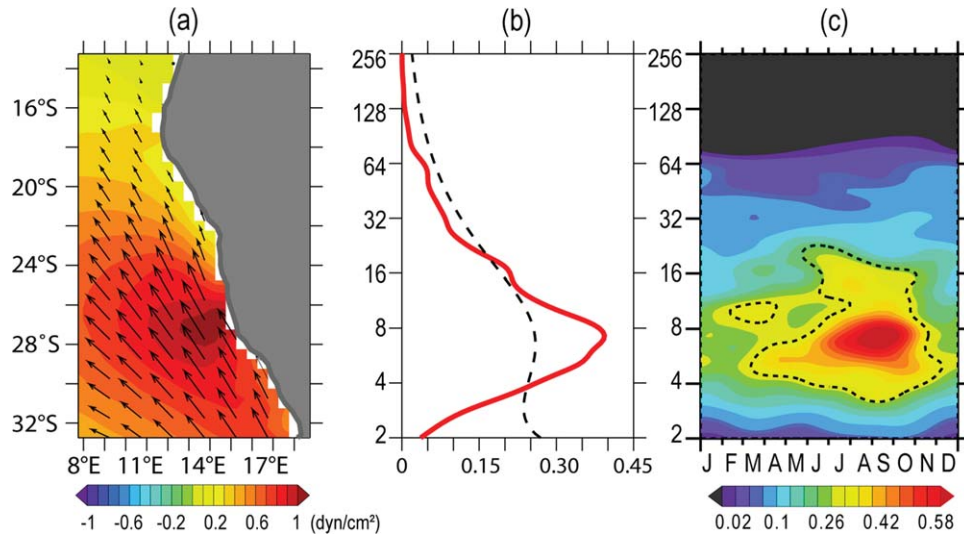 (a) (b) (c)
16°S
20°S
24°S
28°S
32°S
8°E 11°E 14°E 17°E
-1 -0.6 -0.2 0.2 0.6 1 (dyn/cm²)
256
128
64
32
16
8
4
2
0 0.15 0.30 0.45
256
128
64
32
16
8
4
2
J F M A M J J A S O N D
0.02 0.1 0.26 0.42 0.58